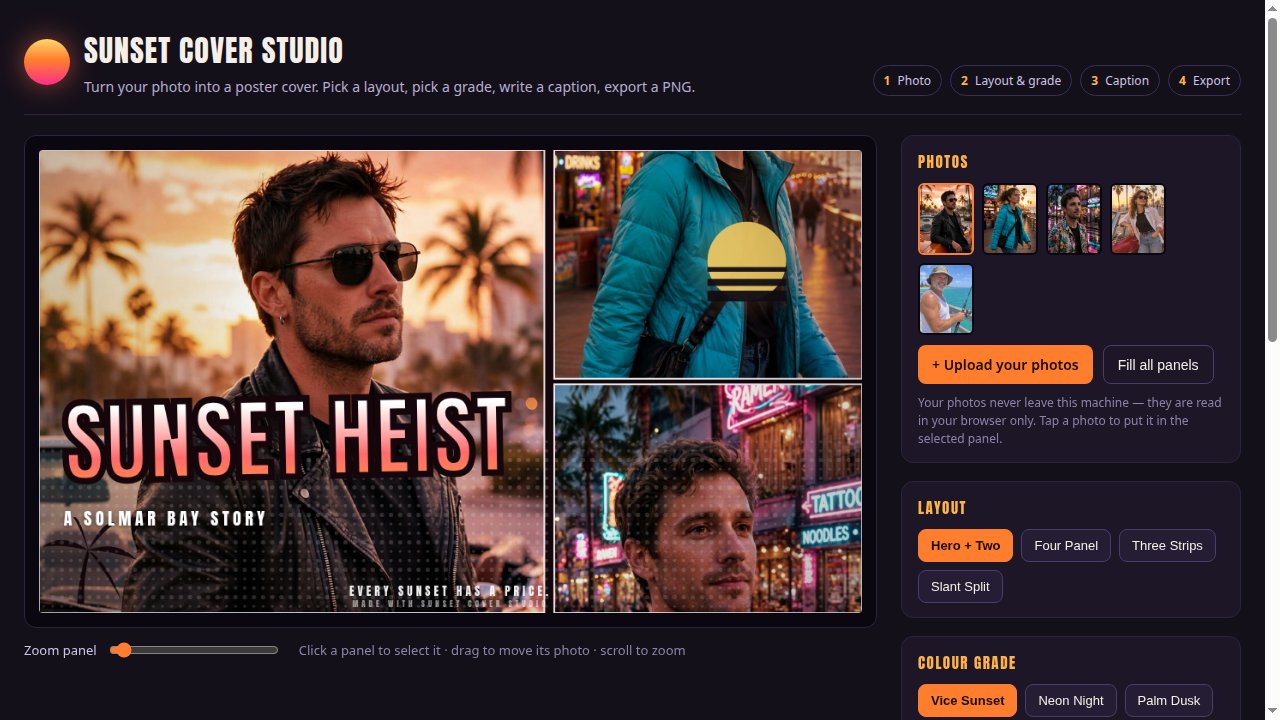 SUNSET COVER STUDIO
Turn your photo into a poster cover. Pick a layout, pick a grade, write a caption, export a PNG.
1 Photo
2 Layout & grade
3 Caption
4 Export
DRINKS
RAMEN
TATTOO
NOODLES
RAMEN
SUNSET HEIST
A SOLMAR BAY STORY
EVERY SUNSET HAS A PRICE.
MADE WITH SUNSET COVER STUDIO
Zoom panel
Click a panel to select it · drag to move its photo · scroll to zoom
PHOTOS
+ Upload your photos
Fill all panels
Your photos never leave this machine — they are read
in your browser only. Tap a photo to put it in the
selected panel.
LAYOUT
Hero + Two
Four Panel
Three Strips
Slant Split
COLOUR GRADE
Vice Sunset
Neon Night
Palm Dusk